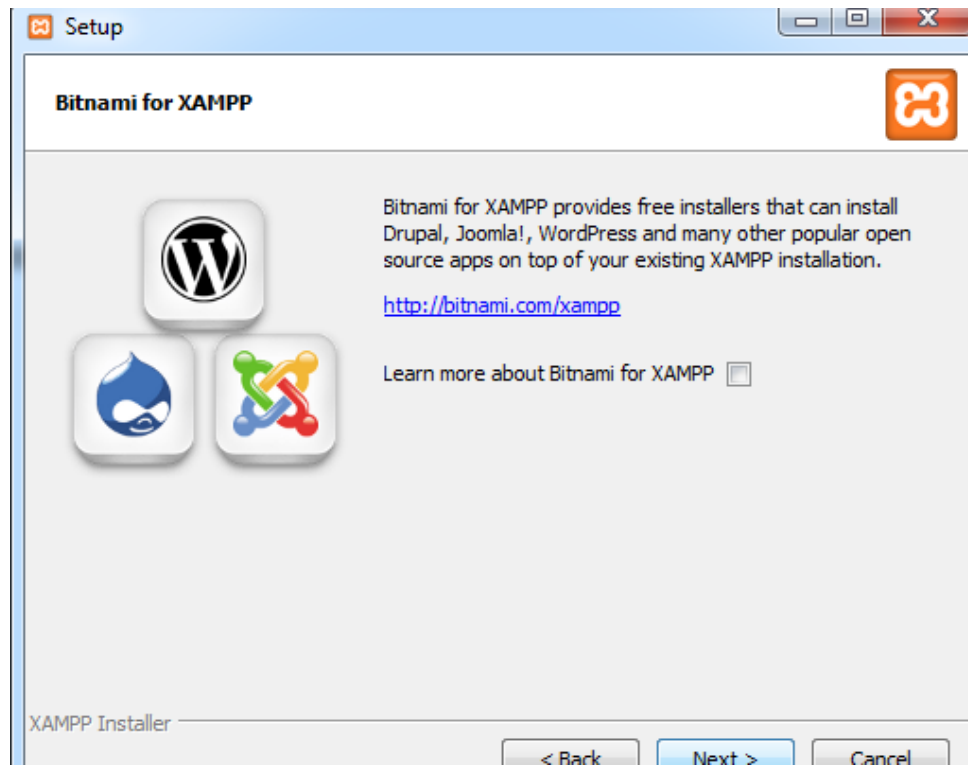 Setup
Bitnami for XAMPP
Bitnami for XAMPP provides free installers that can install
Drupal, Joomla!, WordPress and many other popular open
source apps on top of your existing XAMPP installation.
http://bitnami.com/xampp
Learn more about Bitnami for XAMPP
XAMPP Installer
< Back
Next >
Cancel